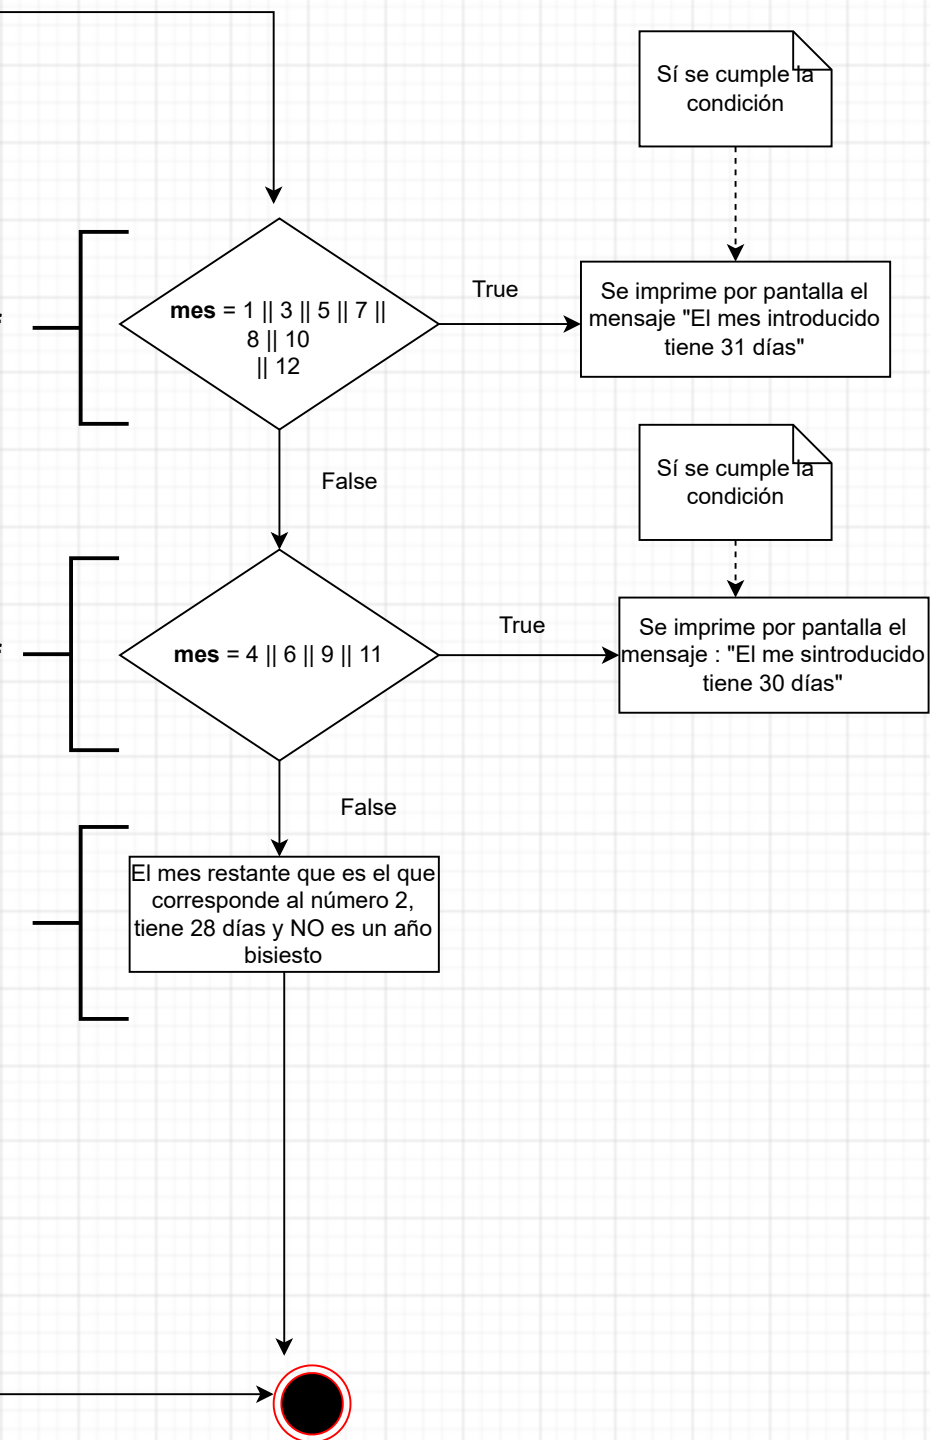 Sí se cumple la
condición
mes = 1 || 3 || 5 || 7 ||
8 || 10
|| 12
True
Se imprime por pantalla el
mensaje "El mes introducido
tiene 31 días"
False
Sí se cumple la
condición
mes = 4 || 6 || 9 || 11
True
Se imprime por pantalla el
mensaje : "El me sintroducido
tiene 30 días"
False
El mes restante que es el que
corresponde al número 2,
tiene 28 días y NO es un año
bisiesto